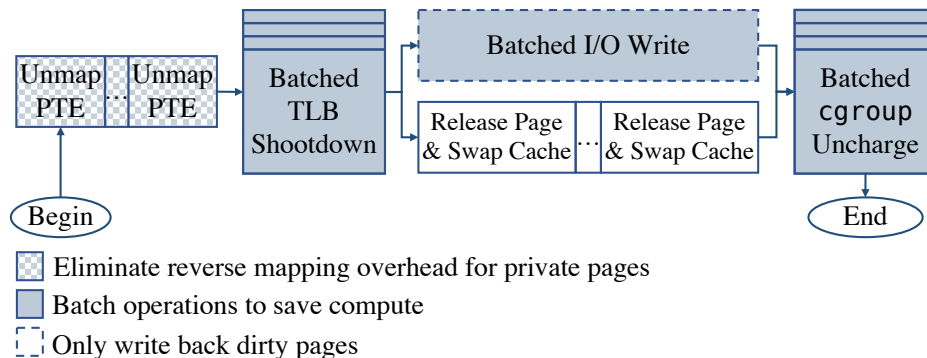 Unmap PTE
...
Unmap PTE
Batched
TLB
Shootdown
Batched I/O Write
Release Page
& Swap Cache
...
Release Page
& Swap Cache
Batched
cgroup
Uncharge
Begin
End
Eliminate reverse mapping overhead for private pages
Batch operations to save compute
Only write back dirty pages